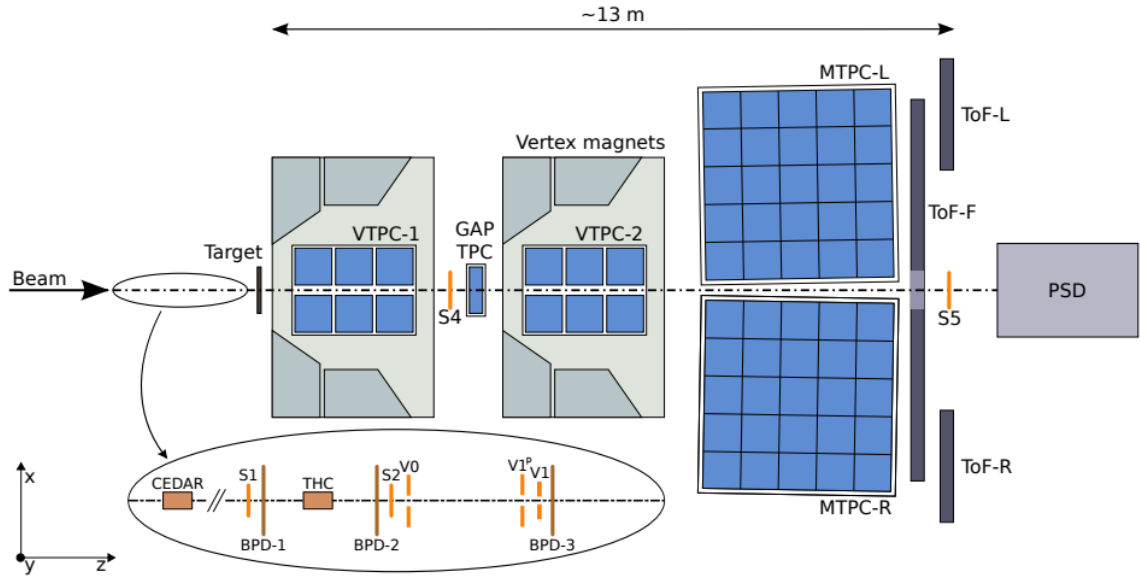 ~13 m
MTPC-L
ToF-L
Vertex magnets
ToF-F
VTPC-1
GAP
TPC
VTPC-2
Target
Beam
PSD
S4
S5
x
CEDAR
S1
THC
S2
V0
V1ᵖ
V1
ToF-R
MTPC-R
BPD-1
BPD-2
BPD-3
y
z